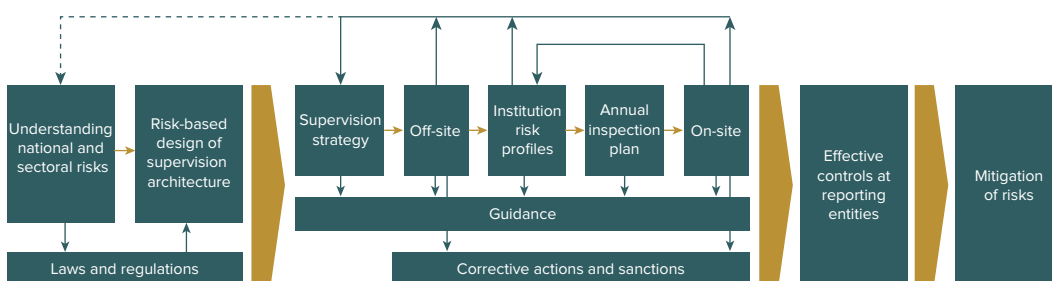 Understanding
national and
sectoral risks
Risk-based
design of
supervision
architecture
Laws and regulations
Supervision
strategy
Off-site
Institution
risk
profiles
Annual
inspection
plan
On-site
Guidance
Corrective actions and sanctions
Effective
controls at
reporting
entities
Mitigation
of risks